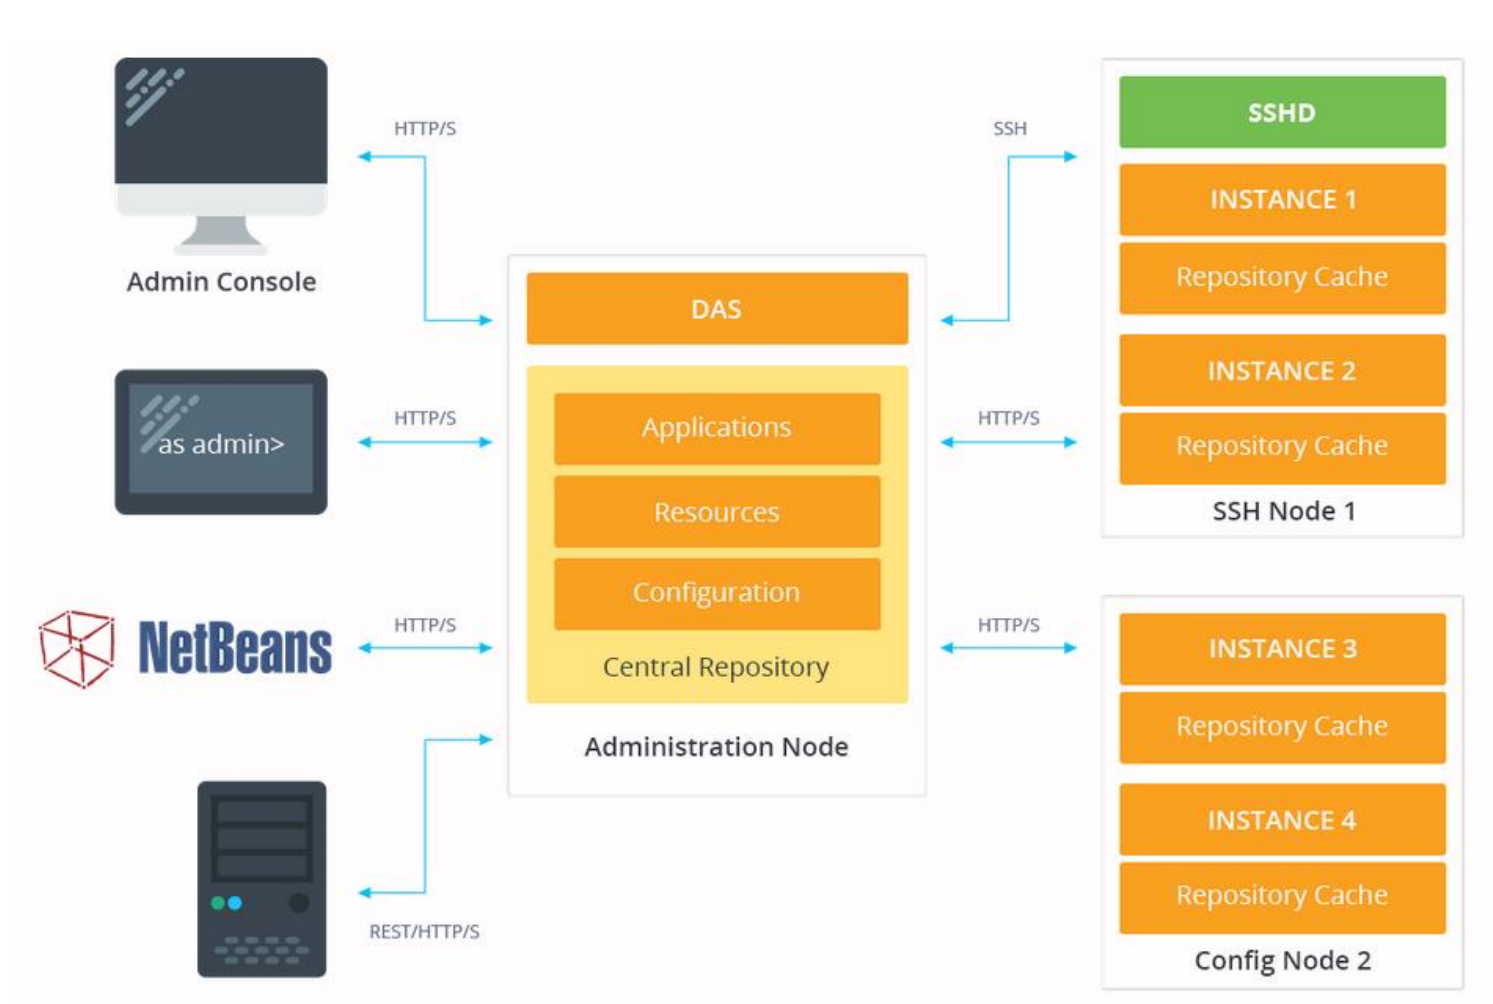 HTTP/S
Admin Console
as admin>
HTTP/S
NetBeans
HTTP/S
REST/HTTP/S
DAS
Applications
Resources
Configuration
Central Repository
Administration Node
SSH
HTTP/S
HTTP/S
SSHD
INSTANCE 1
Repository Cache
INSTANCE 2
Repository Cache
SSH Node 1
INSTANCE 3
Repository Cache
INSTANCE 4
Repository Cache
Config Node 2